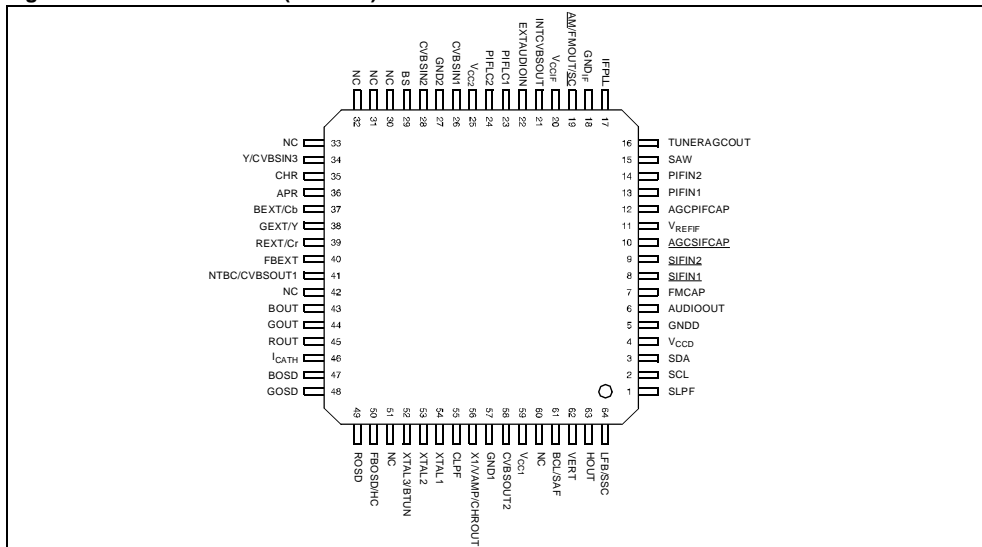 NC
NC
NC
BS
CVBSIN2
GND2
CVBSIN1
VCC2
PIFLC2
PIFLC1
EXTAUDIOIN
INTCVBSOUT
VCCIF
AM/FMOUT/SC
GNDIF
IFPLL
32 31 30 29 28 27 26 25 24 23 22 21 20 19 18 17
NC 33
Y/CVBSIN3 34
CHR 35
APR 36
BEXT/Cb 37
GEXT/Y 38
REXT/Cr 39
FBEXT 40
NTBC/CVBSOUT1 41
NC 42
BOUT 43
GOUT 44
ROUT 45
ICATH 46
BOSD 47
GOSD 48
16 TUNERAGCOUT
15 SAW
14 PIFIN2
13 PIFIN1
12 AGCPIFCAP
11 VREFIF
10 AGCSIFCAP
9 SIFIN2
8 SIFIN1
7 FMCAP
6 AUDIOOUT
5 GNDD
4 VCCD
3 SDA
2 SCL
1 SLPF
49 50 51 52 53 54 55 56 57 58 59 60 61 62 63 64
ROSD
FBOSD/HC
NC
XTAL3/BTUN
XTAL2
XTAL1
CLPF
X1/VAMP/CHROUT
GND1
CVBSOUT2
VCC1
NC
BCL/SAF
VERT
HOUT
LFB/SSC